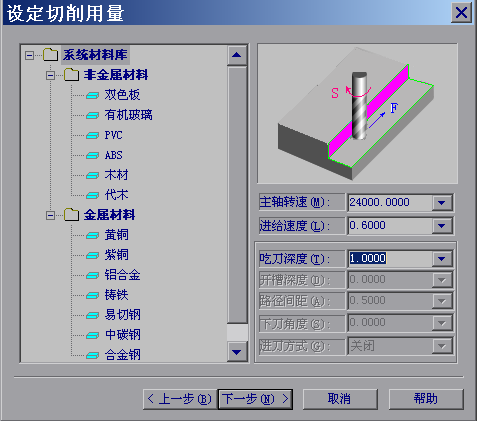 设定切削用量
系统材料库
非金属材料
双色板
有机玻璃
PVC
ABS
木材
代木
金属材料
黄铜
紫铜
铝合金
铸铁
易切钢
中碳钢
合金钢
S
F
主轴转速(M): 24000.0000
进给速度(L): 0.6000
吃刀深度(T): 1.0000
开槽深度(D): 0.0000
路径间距(A): 0.5000
下刀角度(S): 0.0000
进刀方式(G): 关闭
< 上一步(R) 下一步(N) > 取消 帮助